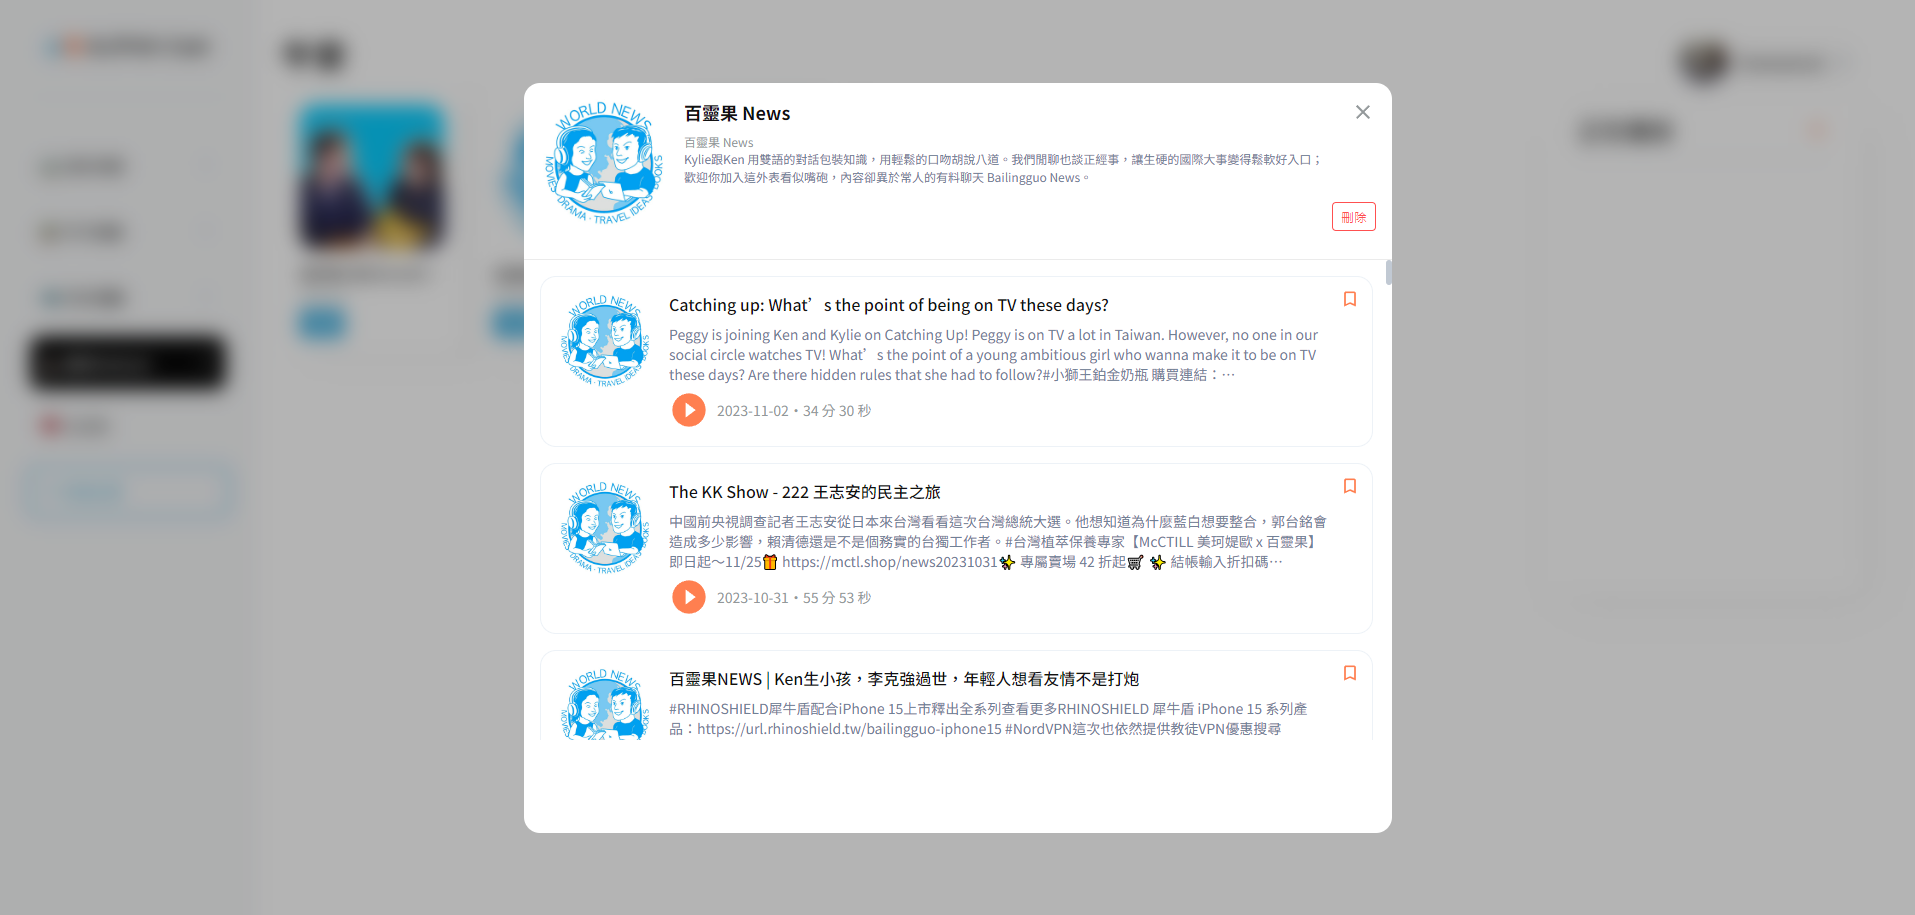 WORLD NEWS
MOVIES
BOOKS
DRAMA · TRAVEL IDEAS
百靈果 News
百靈果 News
Kylie跟Ken 用雙語的對話包裝知識，用輕鬆的口吻胡說八道。我們閒聊也談正經事，讓生硬的國際大事變得鬆軟好入口；
歡迎你加入這外表看似嘴砲，內容卻異於常人的有料聊天 Bailingguo News。
刪除
WORLD NEWS
MOVIES
BOOKS
DRAMA · TRAVEL IDEAS
Catching up: What’s the point of being on TV these days?
Peggy is joining Ken and Kylie on Catching Up! Peggy is on TV a lot in Taiwan. However, no one in our
social circle watches TV! What’s the point of a young ambitious girl who wanna make it to be on TV
these days? Are there hidden rules that she had to follow?#小獅王鉑金奶瓶 購買連結：…
2023-11-02・34 分 30 秒
WORLD NEWS
MOVIES
BOOKS
DRAMA · TRAVEL IDEAS
The KK Show - 222 王志安的民主之旅
中國前央視調查記者王志安從日本來台灣看看這次台灣總統大選。他想知道為什麼藍白想要整合，郭台銘會
造成多少影響，賴清德還是不是個務實的台獨工作者。#台灣植萃保養專家【McCTILL 美珂媞歐 x 百靈果】
即日起～11/25🎁 https://mctl.shop/news20231031✨ 專屬賣場 42 折起🛒 ✨ 結帳輸入折扣碼…
2023-10-31・55 分 53 秒
WORLD NEWS
MOVIES
BOOKS
百靈果NEWS | Ken生小孩，李克強過世，年輕人想看友情不是打炮
#RHINOSHIELD犀牛盾配合iPhone 15上市釋出全系列查看更多RHINOSHIELD 犀牛盾 iPhone 15 系列產
品：https://url.rhinoshield.tw/bailingguo-iphone15 #NordVPN這次也依然提供教徒VPN優惠搜尋